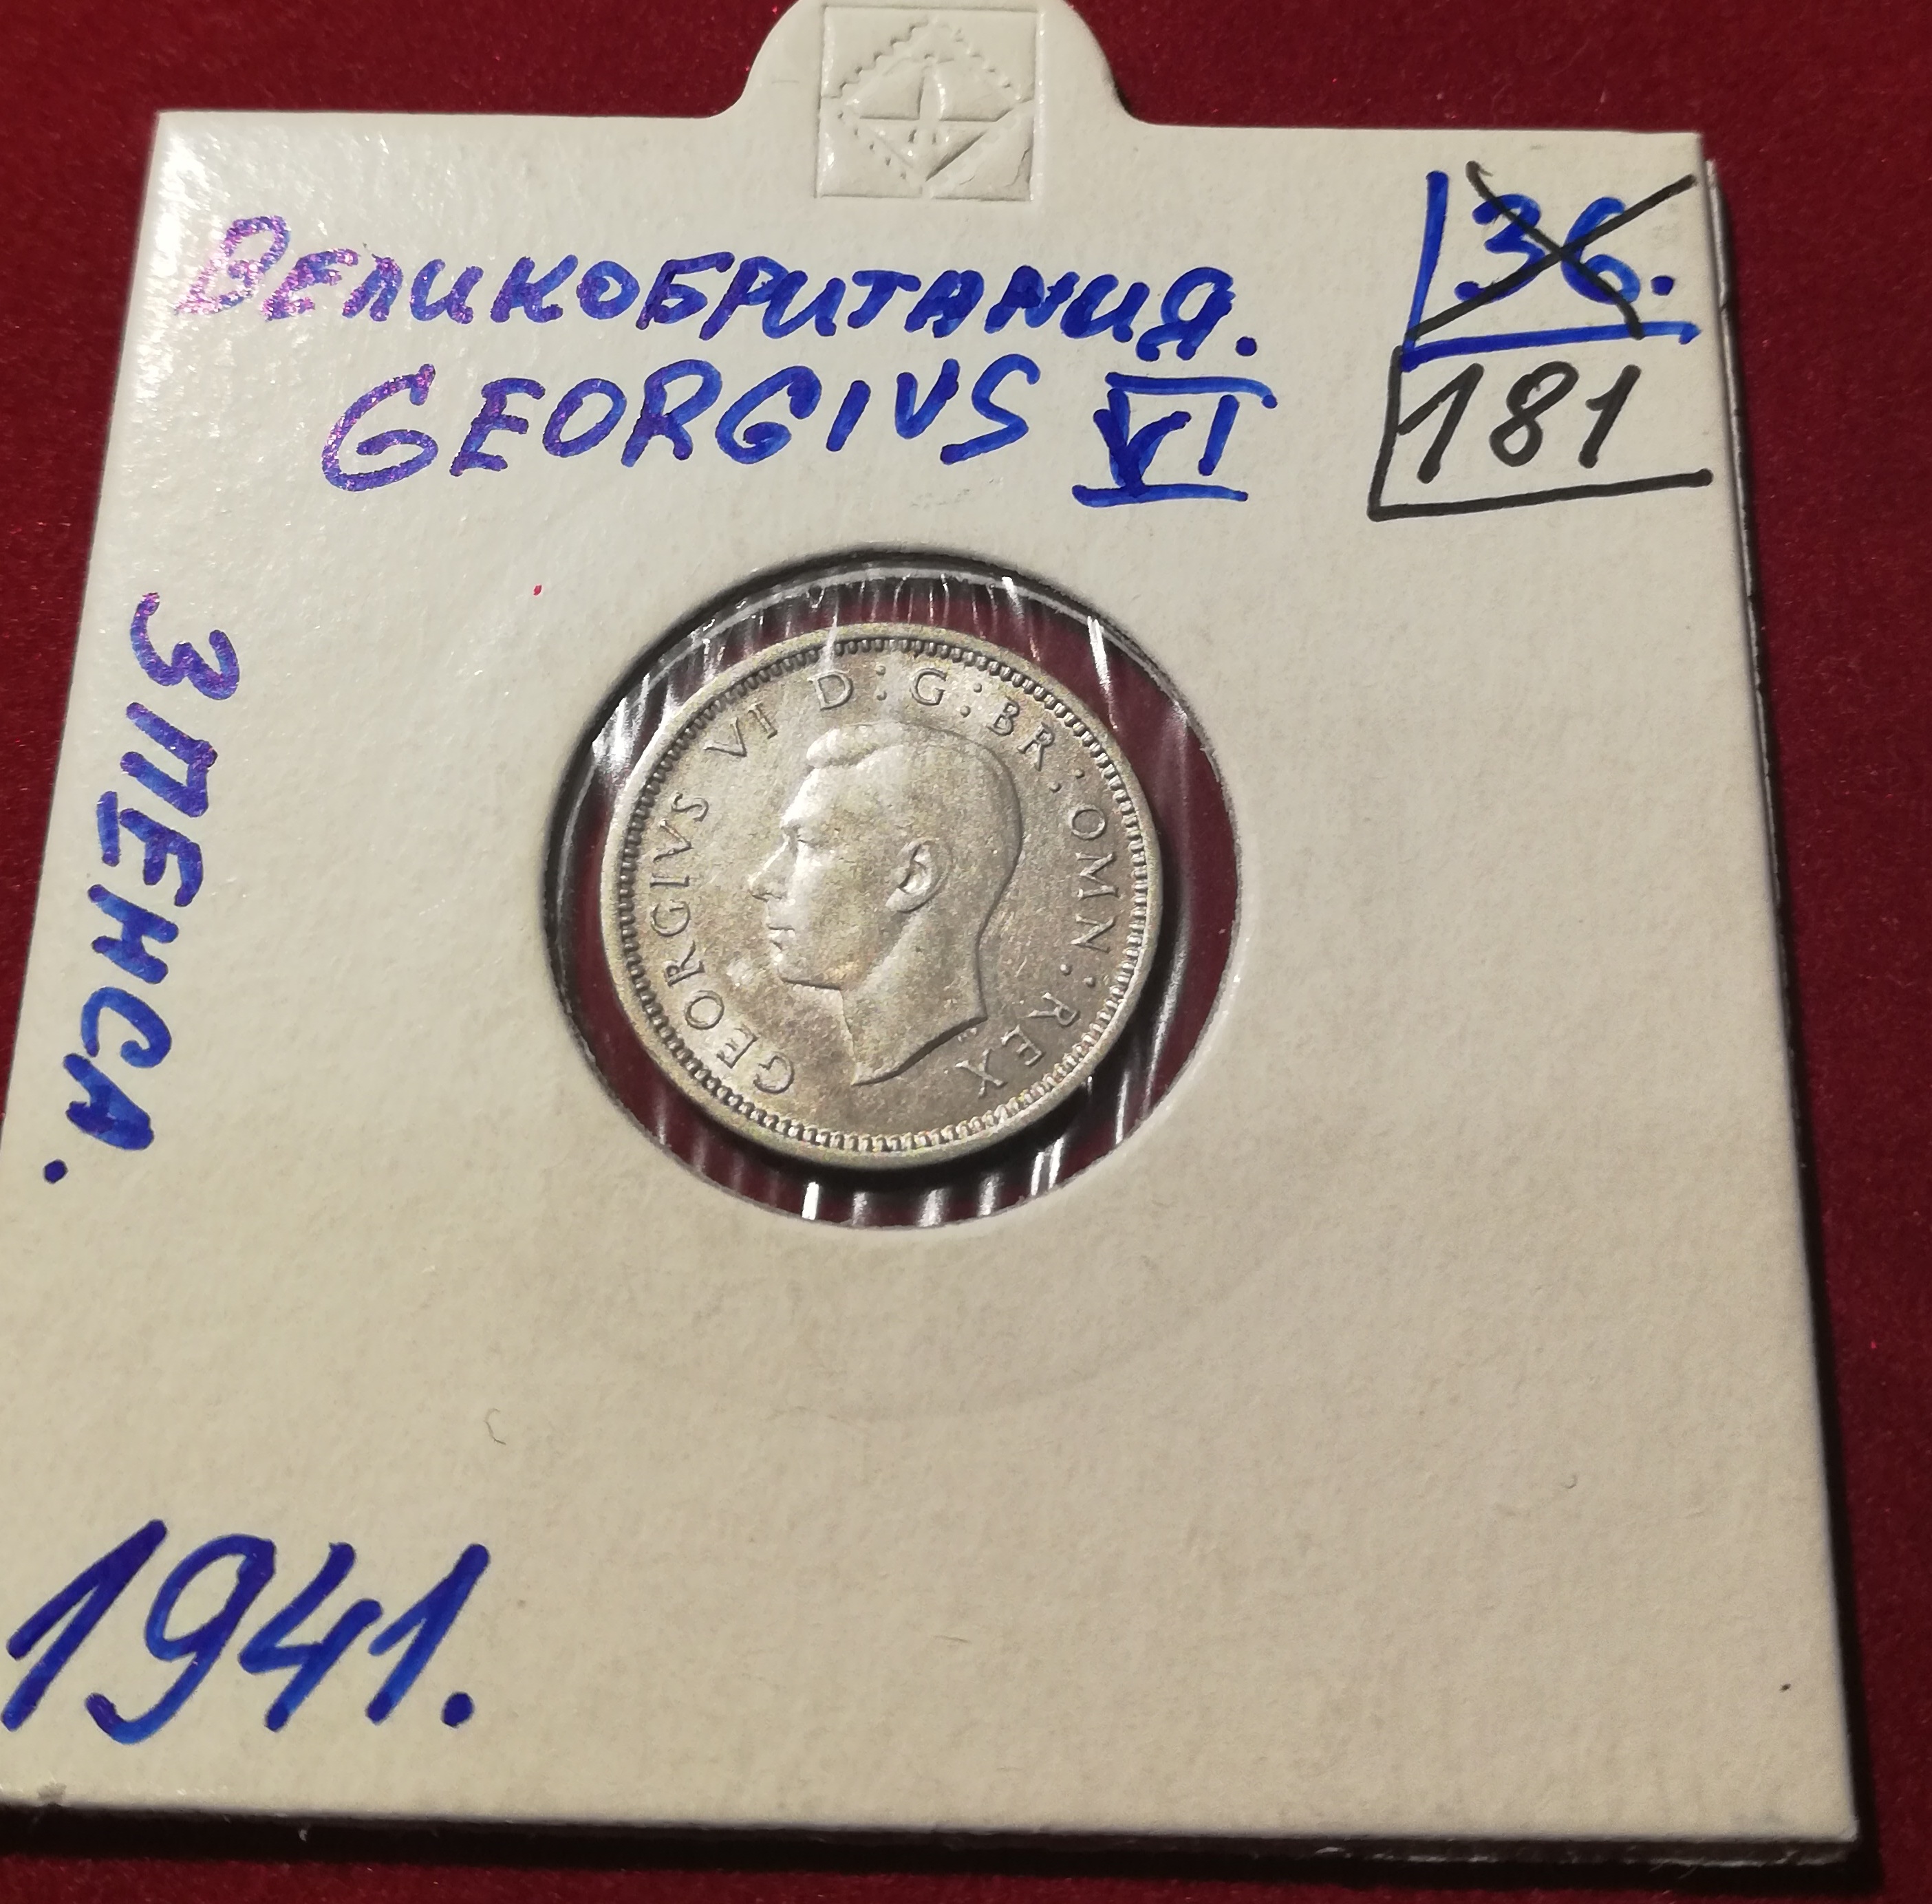 ВЕЛИКОБРИТАНИЯ.
GEORGIVS VI
36.
181
3 ПЕНСА.
GEORGIVS VI D:G:BR.OMN:REX
1941.